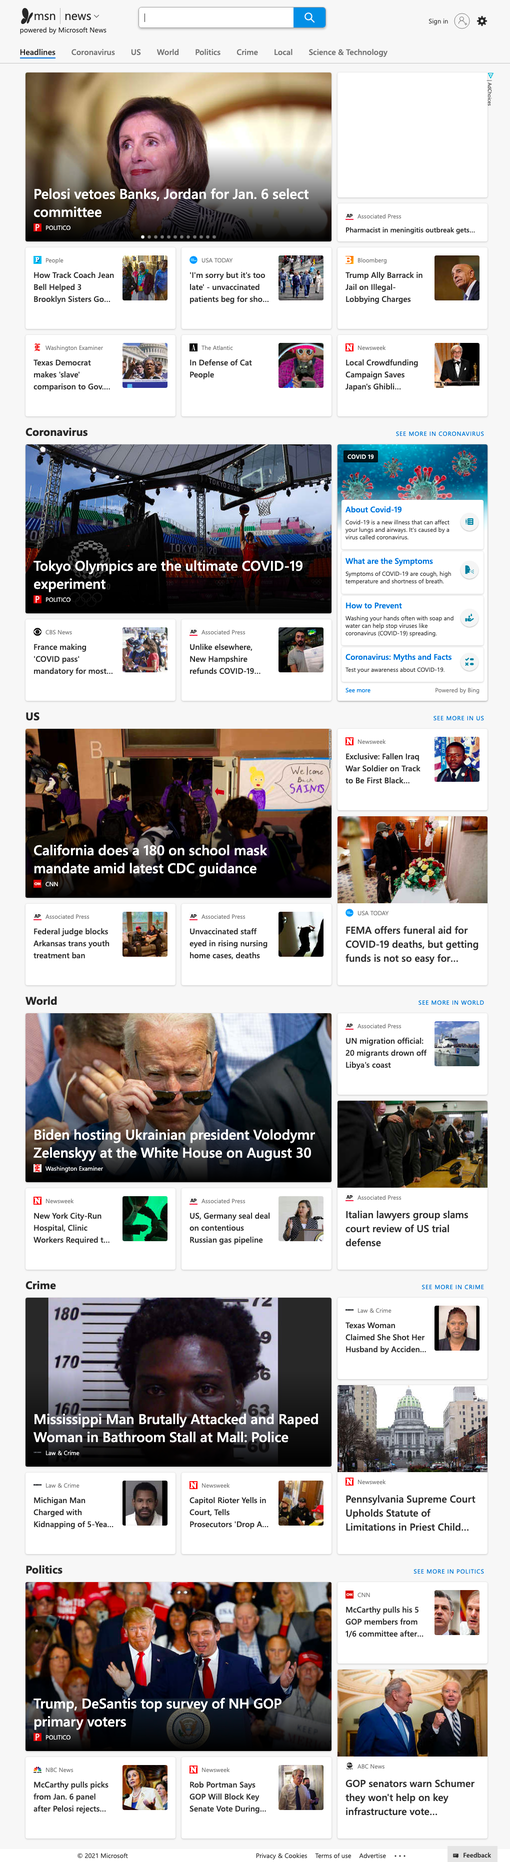 msn | news
powered by Microsoft News
Sign in
Headlines Coronavirus US World Politics Crime Local Science & Technology
AdChoices
Pelosi vetoes Banks, Jordan for Jan. 6 select
committee
POLITICO
Associated Press
Pharmacist in meningitis outbreak gets...
People
How Track Coach Jean
Bell Helped 3
Brooklyn Sisters Go...
USA TODAY
'I'm sorry but it's too
late' - unvaccinated
patients beg for sho...
Bloomberg
Trump Ally Barrack in
Jail on Illegal-
Lobbying Charges
Washington Examiner
Texas Democrat
makes 'slave'
comparison to Gov....
The Atlantic
In Defense of Cat
People
Newsweek
Local Crowdfunding
Campaign Saves
Japan's Ghibli...
Coronavirus
SEE MORE IN CORONAVIRUS
TOKYO 2020
Tokyo Olympics are the ultimate COVID-19
experiment
POLITICO
COVID 19
About Covid-19
Covid-19 is a new illness that can affect
your lungs and airways. It's caused by a
virus called coronavirus.
What are the Symptoms
Symptoms of COVID-19 are cough, high
temperature and shortness of breath.
How to Prevent
Washing your hands often with soap and
water can help stop viruses like
coronavirus (COVID-19) spreading.
Coronavirus: Myths and Facts
Test your awareness about COVID-19.
See more
Powered by Bing
CBS News
France making
'COVID pass'
mandatory for most...
Associated Press
Unlike elsewhere,
New Hampshire
refunds COVID-19...
US
SEE MORE IN US
B
Welcome
Back
SAINTS
California does a 180 on school mask
mandate amid latest CDC guidance
CNN
Newsweek
Exclusive: Fallen Iraq
War Soldier on Track
to Be First Black...
USA TODAY
FEMA offers funeral aid for
COVID-19 deaths, but getting
funds is not so easy for...
Associated Press
Federal judge blocks
Arkansas trans youth
treatment ban
Associated Press
Unvaccinated staff
eyed in rising nursing
home cases, deaths
World
SEE MORE IN WORLD
Biden hosting Ukrainian president Volodymr
Zelenskyy at the White House on August 30
Washington Examiner
Associated Press
UN migration official:
20 migrants drown off
Libya's coast
Associated Press
Italian lawyers group slams
court review of US trial
defense
Newsweek
New York City-Run
Hospital, Clinic
Workers Required t...
Associated Press
US, Germany seal deal
on contentious
Russian gas pipeline
Crime
SEE MORE IN CRIME
180
72
170
66
160
63
60
Mississippi Man Brutally Attacked and Raped
Woman in Bathroom Stall at Mall: Police
Law & Crime
Law & Crime
Texas Woman
Claimed She Shot Her
Husband by Acciden...
Newsweek
Pennsylvania Supreme Court
Upholds Statute of
Limitations in Priest Child...
Law & Crime
Michigan Man
Charged with
Kidnapping of 5-Yea...
Newsweek
Capitol Rioter Yells in
Court, Tells
Prosecutors 'Drop A...
Politics
SEE MORE IN POLITICS
Trump, DeSantis top survey of NH GOP
primary voters
POLITICO
CNN
McCarthy pulls his 5
GOP members from
1/6 committee after...
ABC News
GOP senators warn Schumer
they won't help on key
infrastructure vote...
NBC News
McCarthy pulls picks
from Jan. 6 panel
after Pelosi rejects...
Newsweek
Rob Portman Says
GOP Will Block Key
Senate Vote During...
© 2021 Microsoft
Privacy & Cookies Terms of use Advertise ...
Feedback